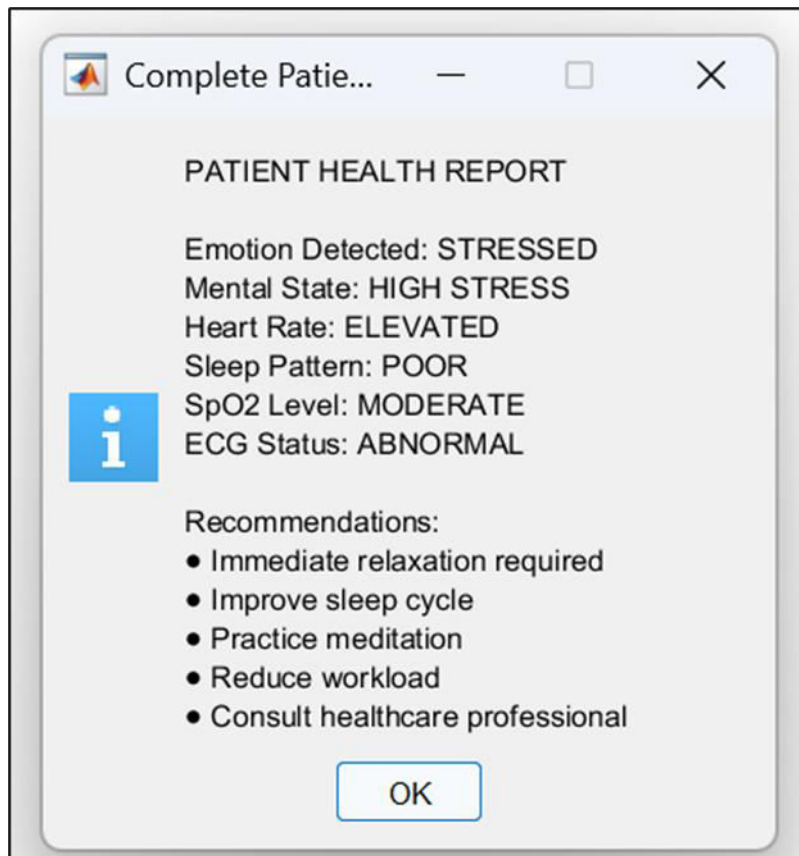 Complete Patie...
PATIENT HEALTH REPORT
Emotion Detected: STRESSED
Mental State: HIGH STRESS
Heart Rate: ELEVATED
Sleep Pattern: POOR
SpO2 Level: MODERATE
ECG Status: ABNORMAL
Recommendations:
● Immediate relaxation required
● Improve sleep cycle
● Practice meditation
● Reduce workload
● Consult healthcare professional
OK